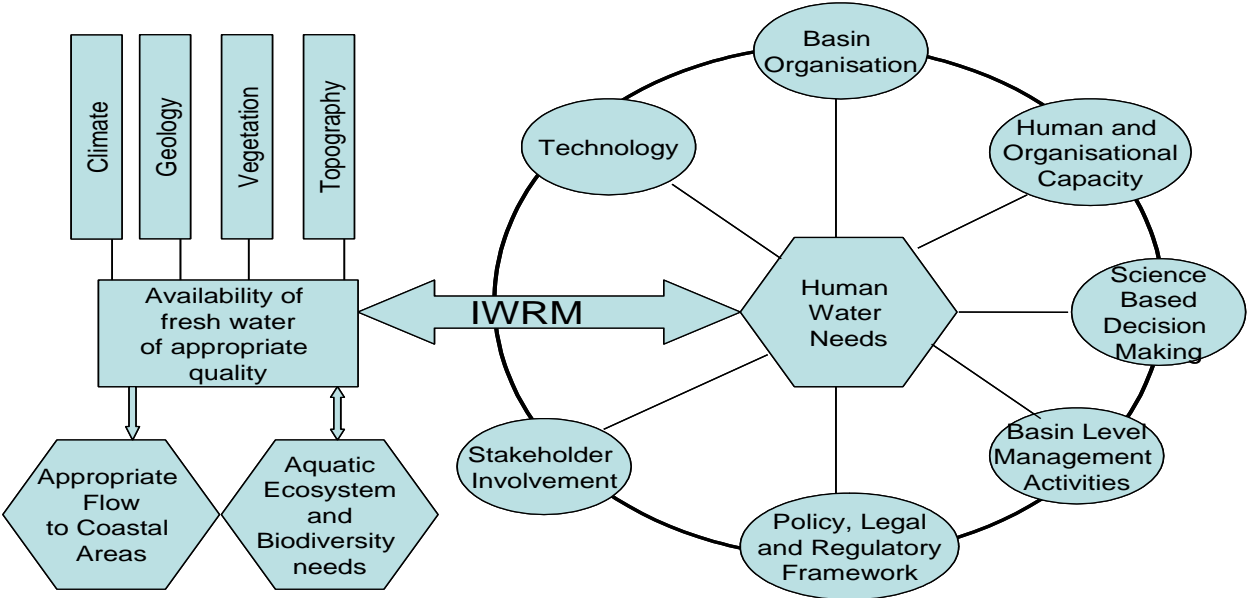 Climate
Geology
Vegetation
Topography
Availability of
fresh water
of appropriate
quality
Appropriate
Flow
to Coastal
Areas
Aquatic
Ecosystem
and
Biodiversity
needs
IWRM
Human
Water
Needs
Basin
Organisation
Human and
Organisational
Capacity
Science
Based
Decision
Making
Basin Level
Management
Activities
Policy, Legal
and Regulatory
Framework
Stakeholder
Involvement
Technology